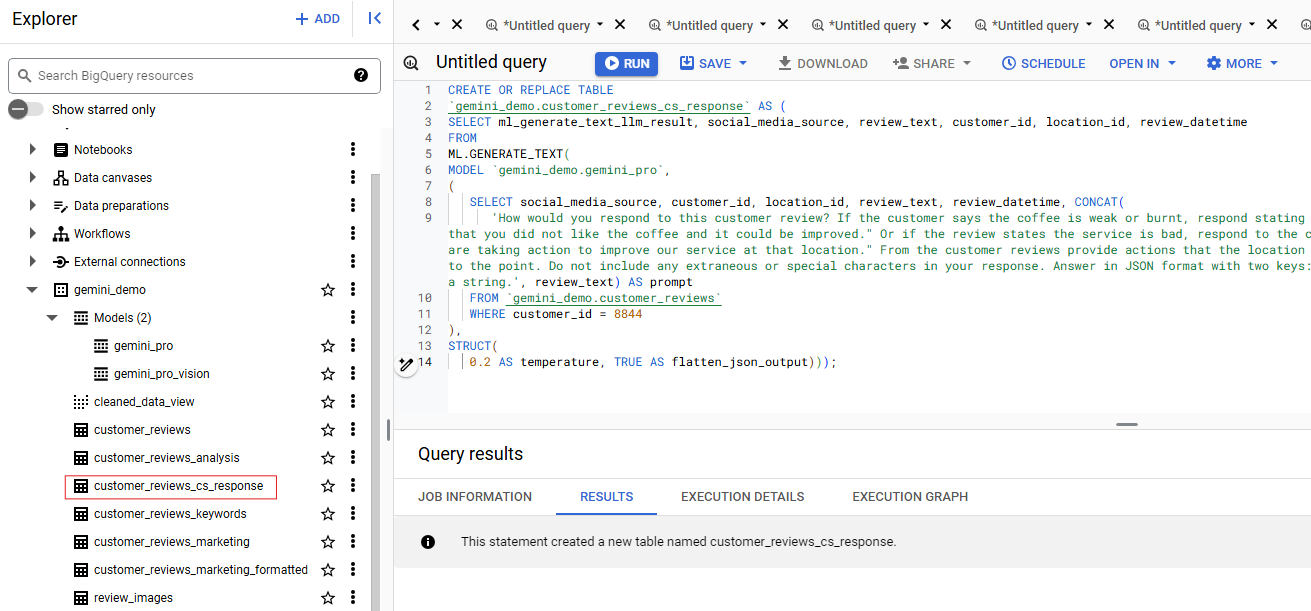 Explorer
+ ADD
Search BigQuery resources
Show starred only
Notebooks
Data canvases
Data preparations
Workflows
External connections
gemini_demo
Models (2)
gemini_pro
gemini_pro_vision
cleaned_data_view
customer_reviews
customer_reviews_analysis
customer_reviews_cs_response
customer_reviews_keywords
customer_reviews_marketing
customer_reviews_marketing_formatted
review_images
*Untitled query
*Untitled query
*Untitled query
*Untitled query
*Untitled query
Untitled query
RUN
SAVE
DOWNLOAD
SHARE
SCHEDULE
OPEN IN
MORE
1 CREATE OR REPLACE TABLE
2 `gemini_demo.customer_reviews_cs_response` AS (
3 SELECT ml_generate_text_llm_result, social_media_source, review_text, customer_id, location_id, review_datetime
4 FROM
5 ML.GENERATE_TEXT(
6 MODEL `gemini_demo.gemini_pro`,
7 (
8 SELECT social_media_source, customer_id, location_id, review_text, review_datetime, CONCAT(
9 'How would you respond to this customer review? If the customer says the coffee is weak or burnt, respond stating
that you did not like the coffee and it could be improved." Or if the review states the service is bad, respond to the c
are taking action to improve our service at that location." From the customer reviews provide actions that the location
to the point. Do not include any extraneous or special characters in your response. Answer in JSON format with two keys:
a string.', review_text) AS prompt
10 FROM `gemini_demo.customer_reviews`
11 WHERE customer_id = 8844
12 ),
13 STRUCT(
14 0.2 AS temperature, TRUE AS flatten_json_output)));
Query results
JOB INFORMATION
RESULTS
EXECUTION DETAILS
EXECUTION GRAPH
This statement created a new table named customer_reviews_cs_response.